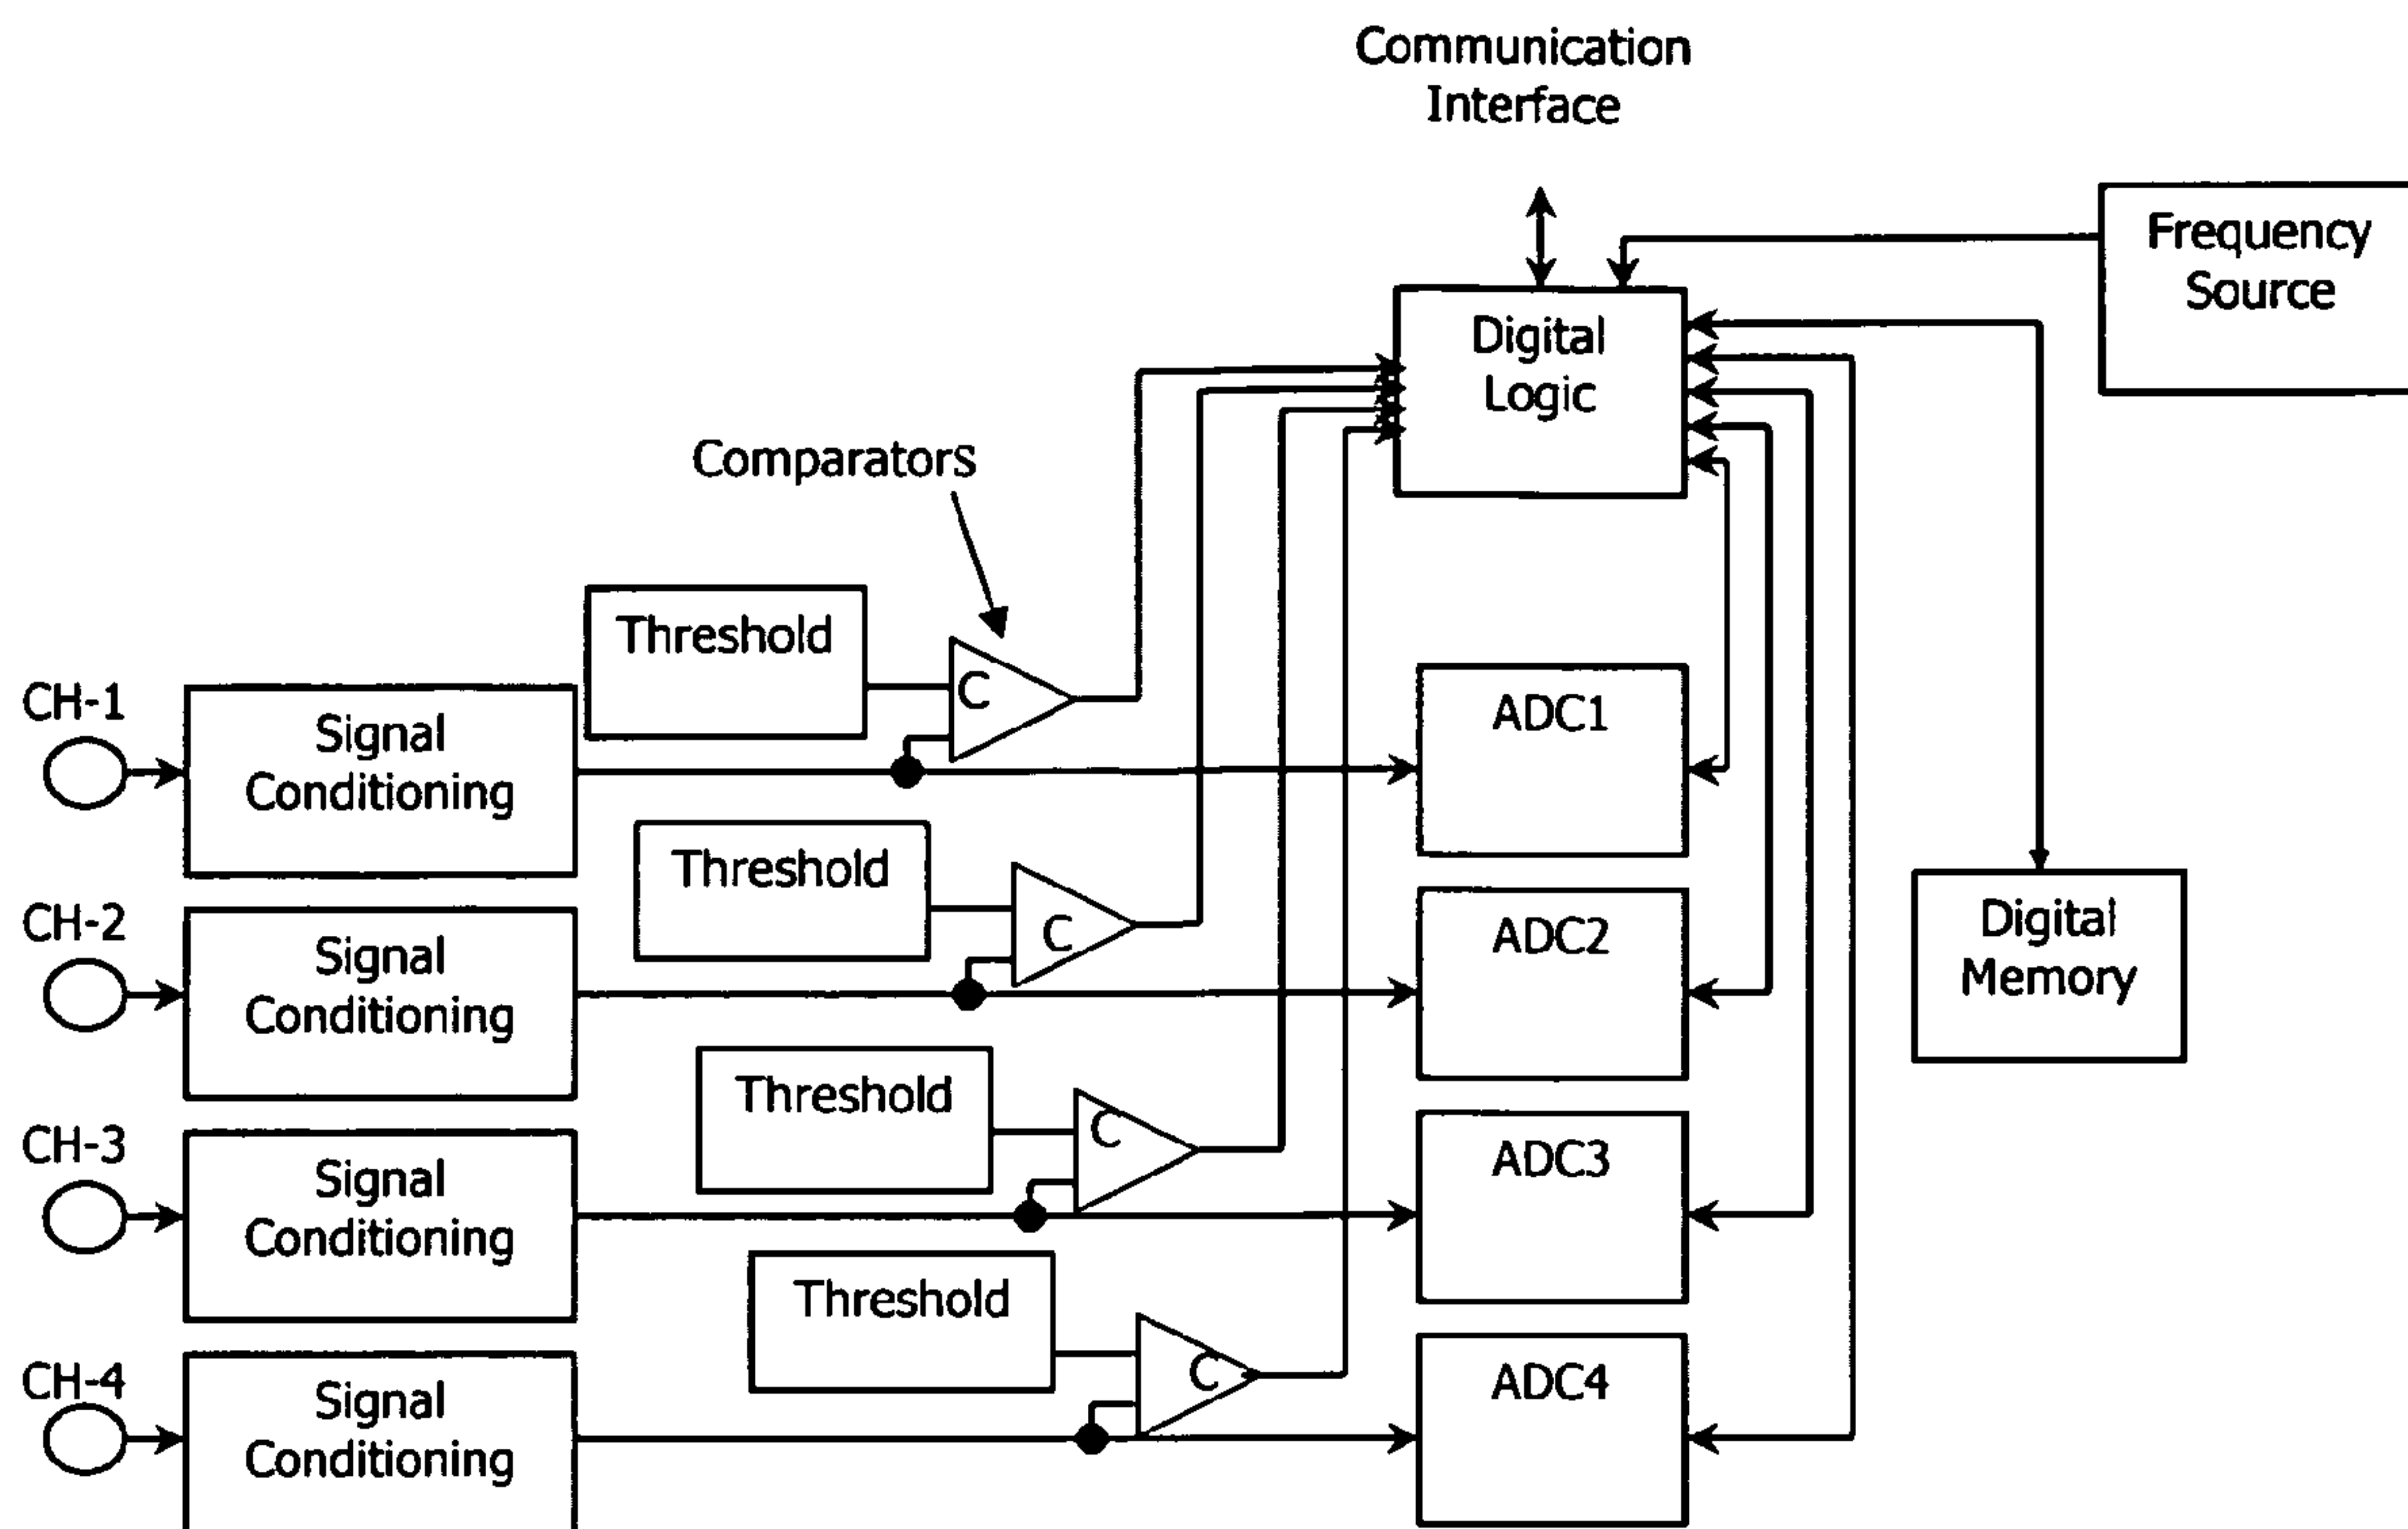 Communication
Interface
Frequency
Source
Digital
Logic
Comparators
Threshold
C
CH-1
Signal
Conditioning
ADC1
Threshold
C
CH-2
Signal
Conditioning
ADC2
Digital
Memory
Threshold
C
CH-3
Signal
Conditioning
ADC3
Threshold
C
CH-4
Signal
Conditioning
ADC4